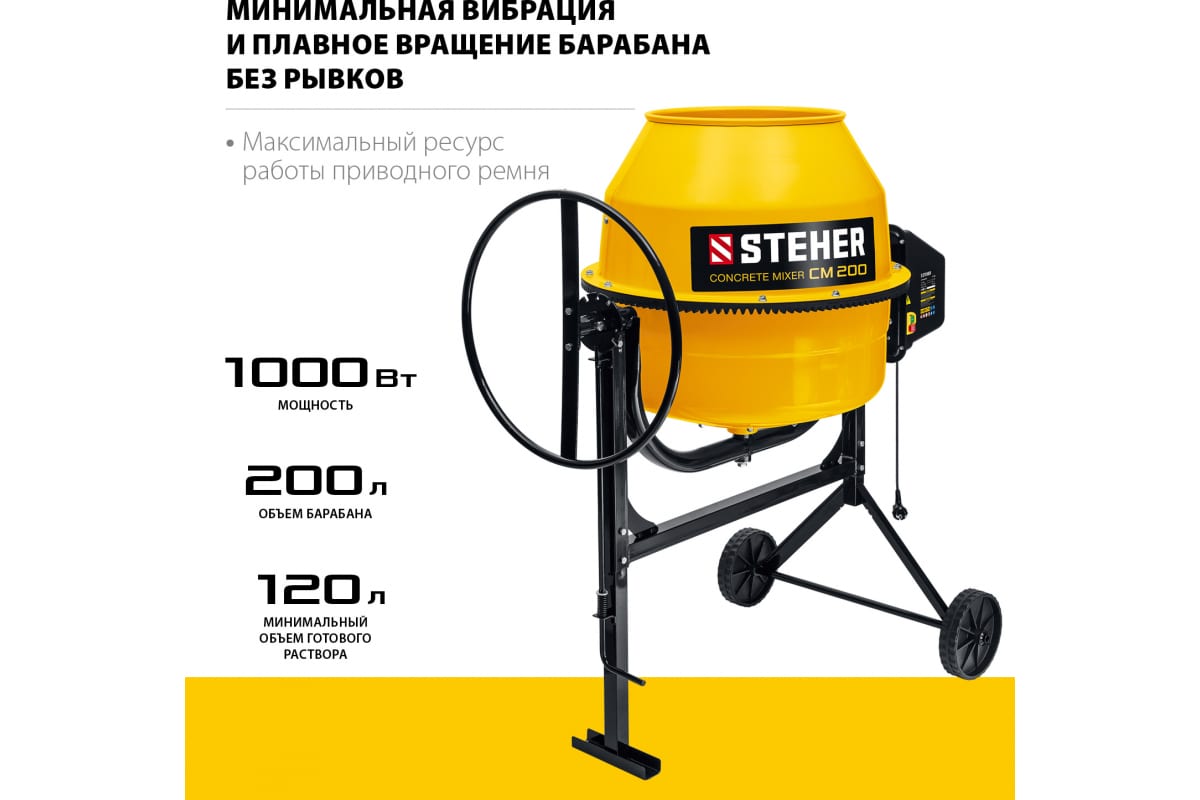 МИНИМАЛЬНАЯ ВИБРАЦИЯ
И ПЛАВНОЕ ВРАЩЕНИЕ БАРАБАНА
БЕЗ РЫВКОВ
• Максимальный ресурс
работы приводного ремня
STEHER
CONCRETE MIXER CM 200
1000 Вт
МОЩНОСТЬ
200 л
ОБЪЕМ БАРАБАНА
120 л
МИНИМАЛЬНЫЙ
ОБЪЕМ ГОТОВОГО
РАСТВОРА